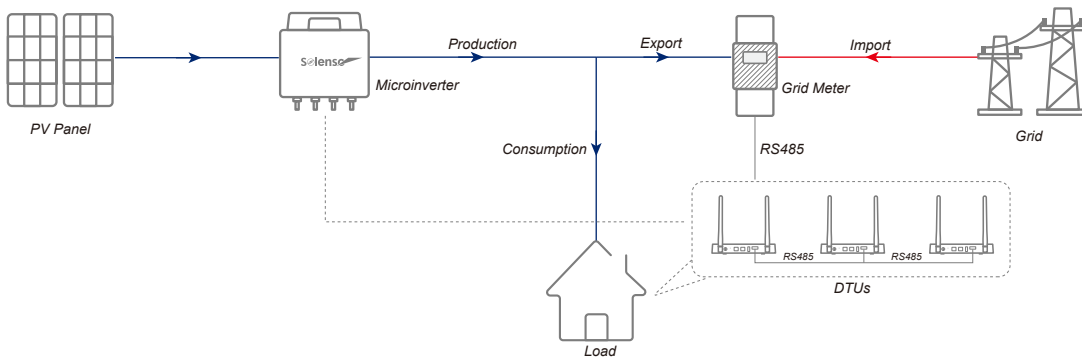 Production
Export
Import
Solenso
Microinverter
Grid Meter
PV Panel
Grid
Consumption
RS485
RS485
RS485
DTUs
Load